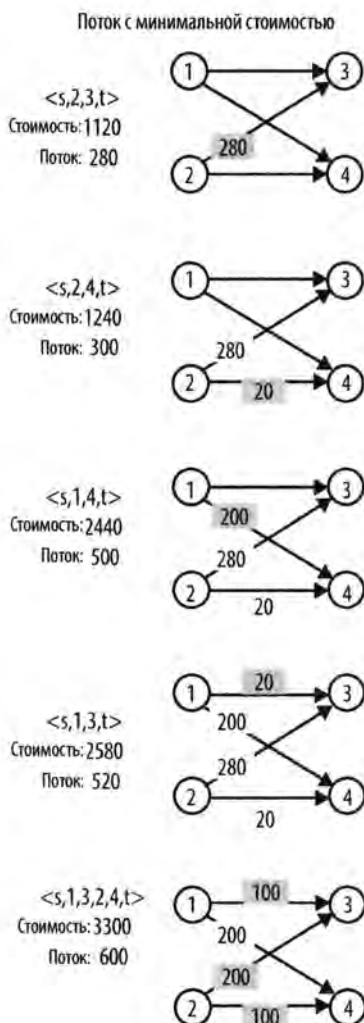 Поток с минимальной стоимостью
<s,2,3,t>
Стоимость: 1120
Поток: 280
1
3
280
2
4
<s,2,4,t>
Стоимость: 1240
Поток: 300
1
3
280
2
20
4
<s,1,4,t>
Стоимость: 2440
Поток: 500
1
3
200
280
2
20
4
<s,1,3,t>
Стоимость: 2580
Поток: 520
1
20
3
200
280
2
20
4
<s,1,3,2,4,t>
Стоимость: 3300
Поток: 600
1
100
3
200
200
2
100
4